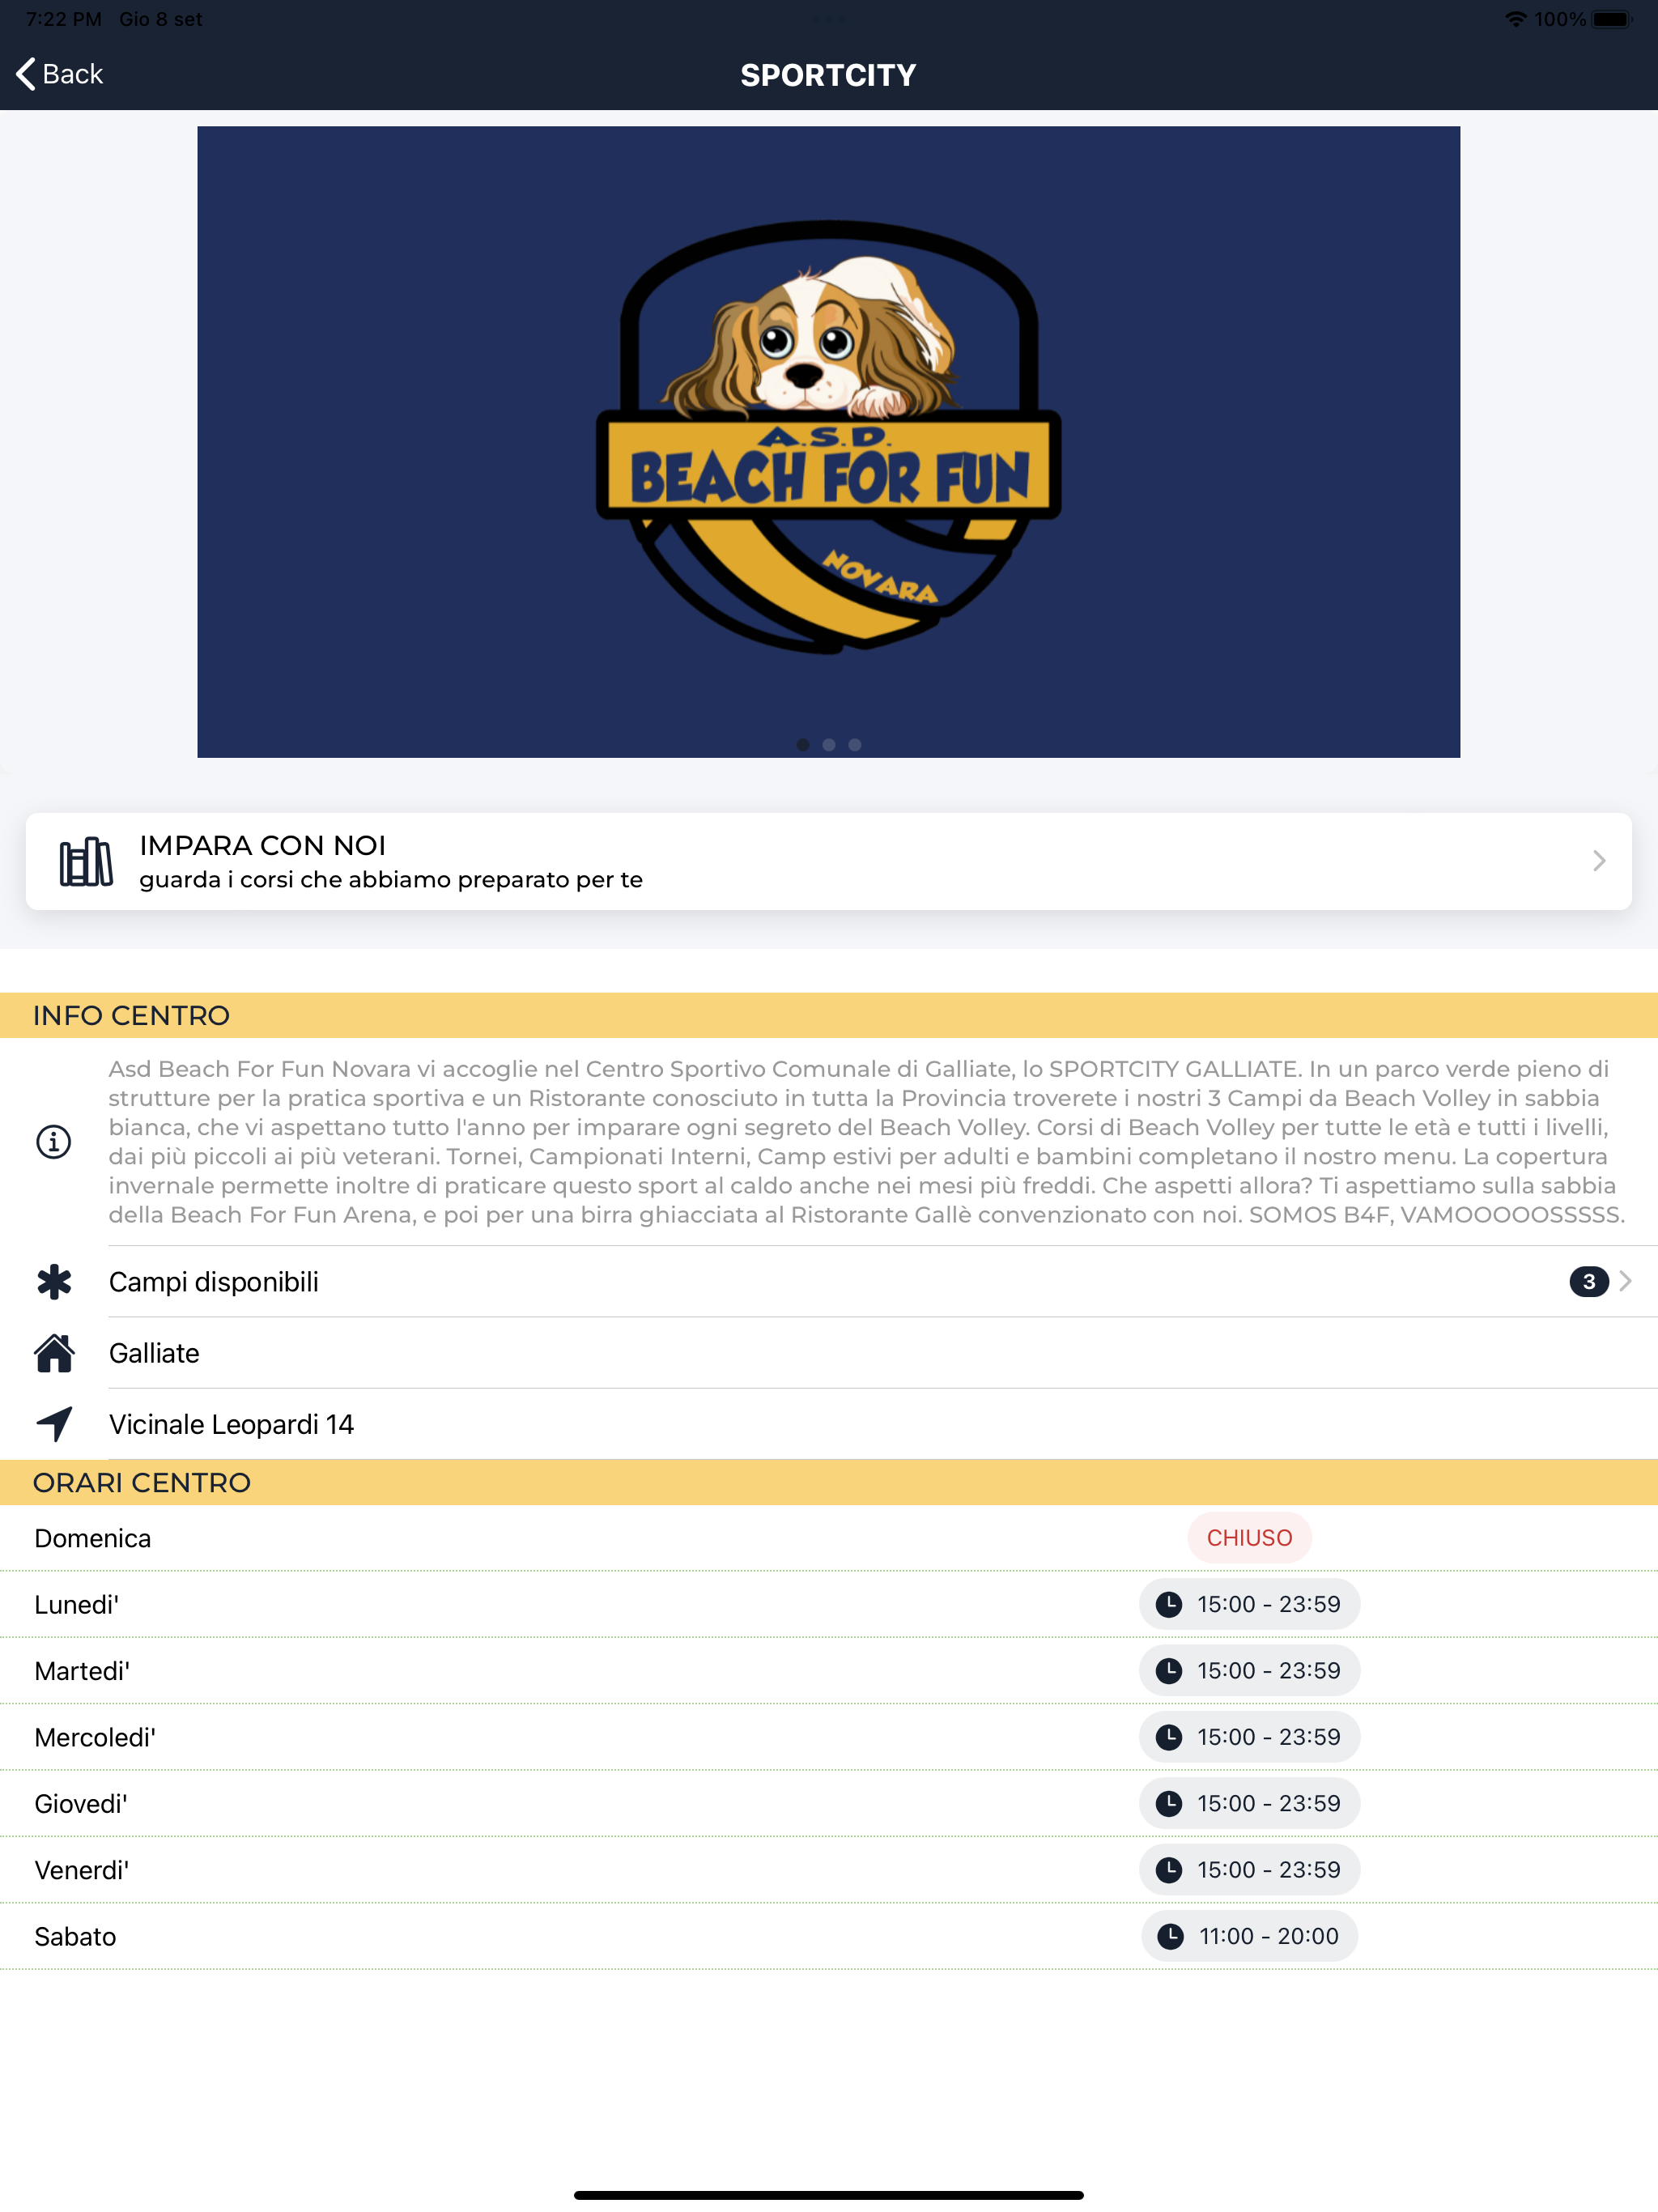 7:22 PM Gio 8 set 100%
Back SPORTCITY
A.S.D.
BEACH FOR FUN
NOVARA
IMPARA CON NOI
guarda i corsi che abbiamo preparato per te
INFO CENTRO
Asd Beach For Fun Novara vi accoglie nel Centro Sportivo Comunale di Galliate, lo SPORTCITY GALLIATE. In un parco verde pieno di
strutture per la pratica sportiva e un Ristorante conosciuto in tutta la Provincia troverete i nostri 3 Campi da Beach Volley in sabbia
bianca, che vi aspettano tutto l'anno per imparare ogni segreto del Beach Volley. Corsi di Beach Volley per tutte le età e tutti i livelli,
dai più piccoli ai più veterani. Tornei, Campionati Interni, Camp estivi per adulti e bambini completano il nostro menu. La copertura
invernale permette inoltre di praticare questo sport al caldo anche nei mesi più freddi. Che aspetti allora? Ti aspettiamo sulla sabbia
della Beach For Fun Arena, e poi per una birra ghiacciata al Ristorante Gallè convenzionato con noi. SOMOS B4F, VAMOOOOOSSSSS.
Campi disponibili 3
Galliate
Vicinale Leopardi 14
ORARI CENTRO
Domenica CHIUSO
Lunedi' 15:00 - 23:59
Martedi' 15:00 - 23:59
Mercoledi' 15:00 - 23:59
Giovedi' 15:00 - 23:59
Venerdi' 15:00 - 23:59
Sabato 11:00 - 20:00